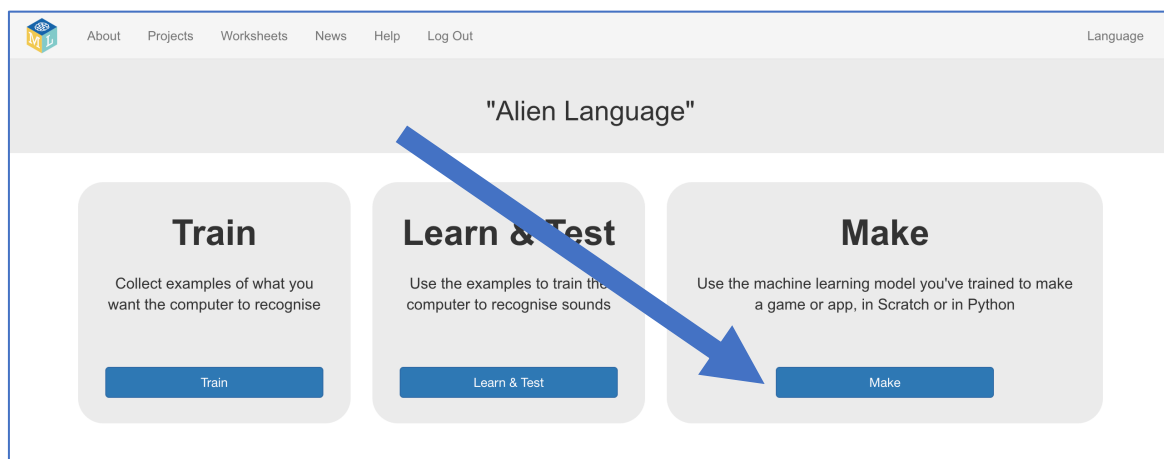 M L
About Projects Worksheets News Help Log Out Language
"Alien Language"
Train
Collect examples of what you
want the computer to recognise
Train
Learn & Test
Use the examples to train the
computer to recognise sounds
Learn & Test
Make
Use the machine learning model you've trained to make
a game or app, in Scratch or in Python
Make